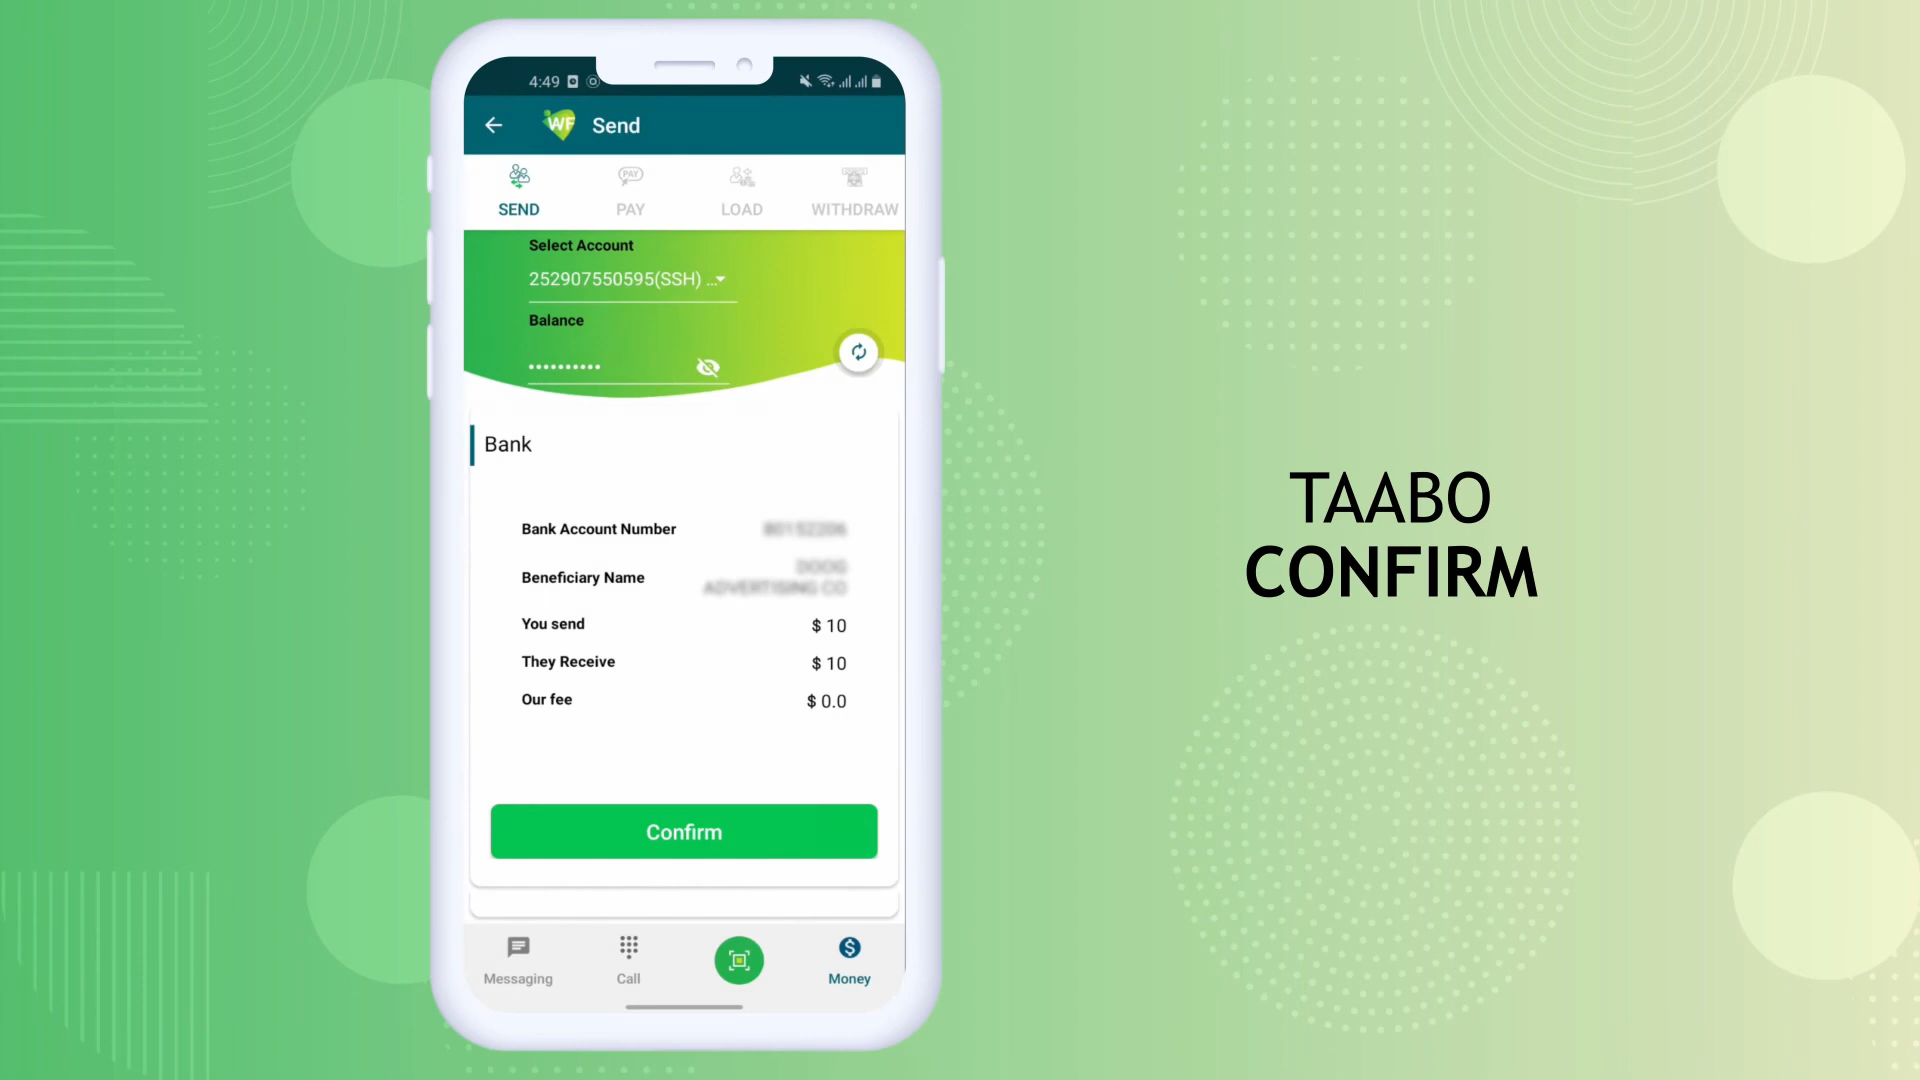 4:49
WF Send
SEND PAY LOAD WITHDRAW
Select Account
252907550595(SSH) ...
Balance
••••••••••
Bank
Bank Account Number
Beneficiary Name
You send $ 10
They Receive $ 10
Our fee $ 0.0
Confirm
Messaging Call Money
TAABO
CONFIRM